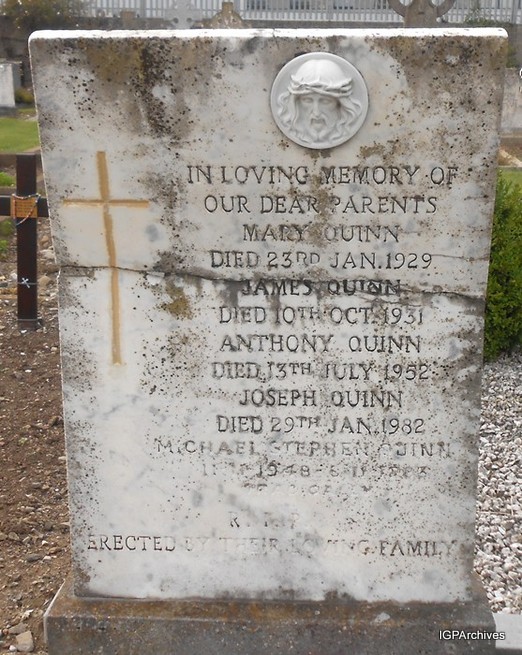 IN LOVING MEMORY OF
OUR DEAR PARENTS
MARY QUINN
DIED 23RD JAN. 1929
JAMES QUINN
DIED 10TH OCT. 1931
ANTHONY QUINN
DIED 13TH JULY 1952
JOSEPH QUINN
DIED 29TH JAN. 1982
MICHAEL STEPHEN QUINN
R.I.P.
ERECTED BY THEIR LOVING FAMILY
IGPArchives